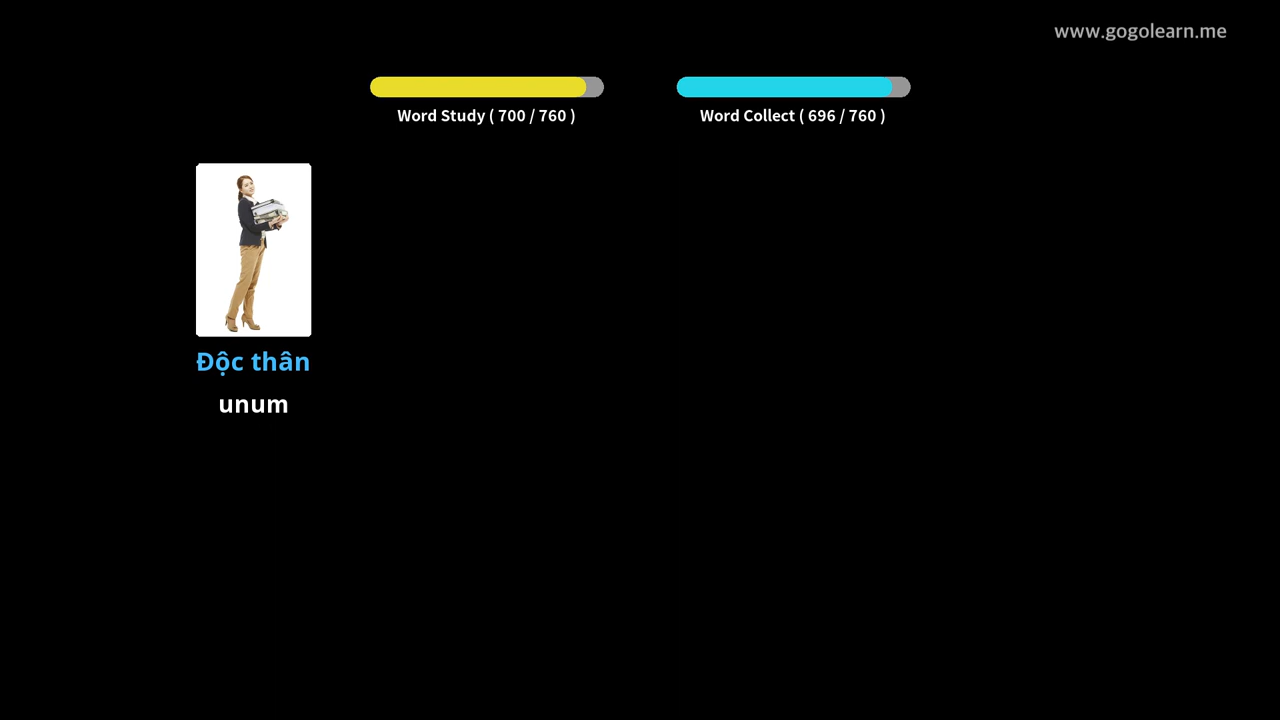 www.gogolearn.me
Word Study ( 700 / 760 )
Word Collect ( 696 / 760 )
Độc thân
unum